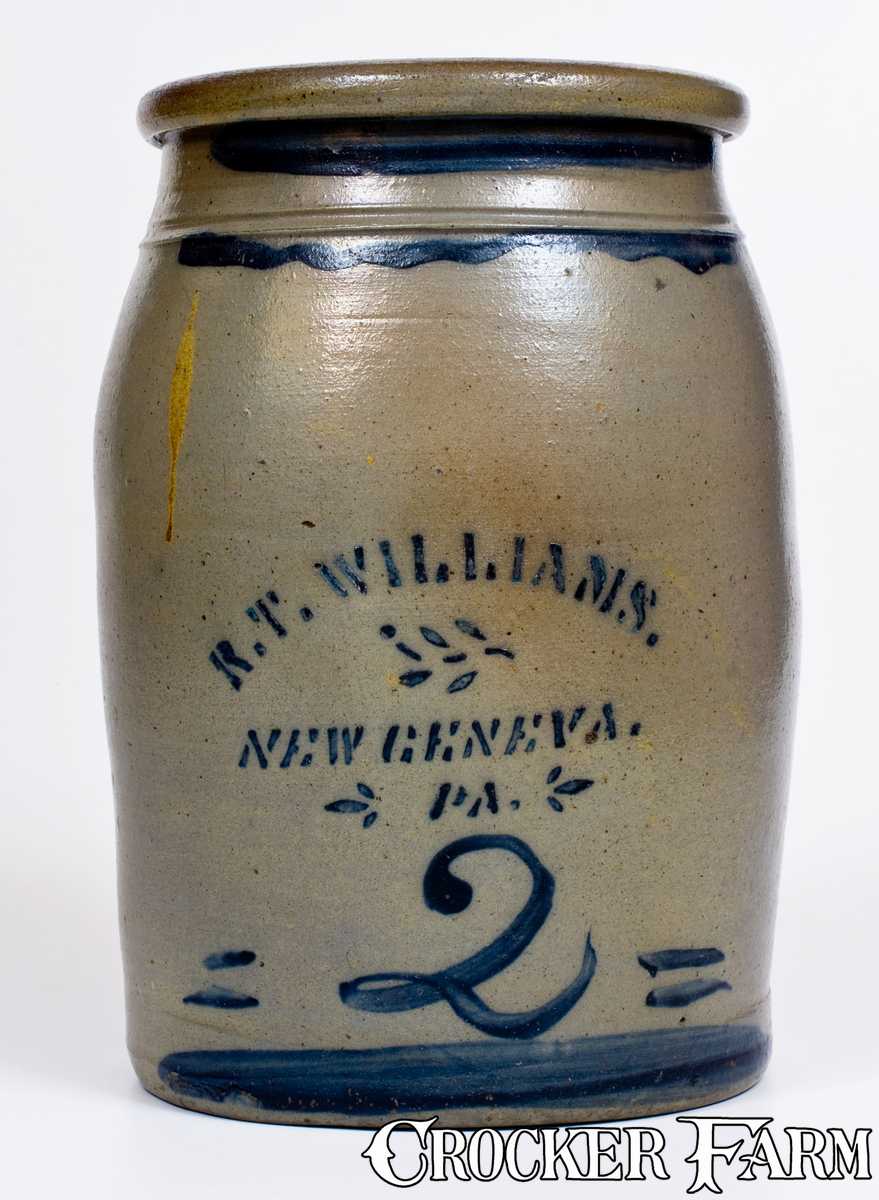 R.T. WILLIAMS.
NEW GENEVA.
PA.
2
CROCKER FARM